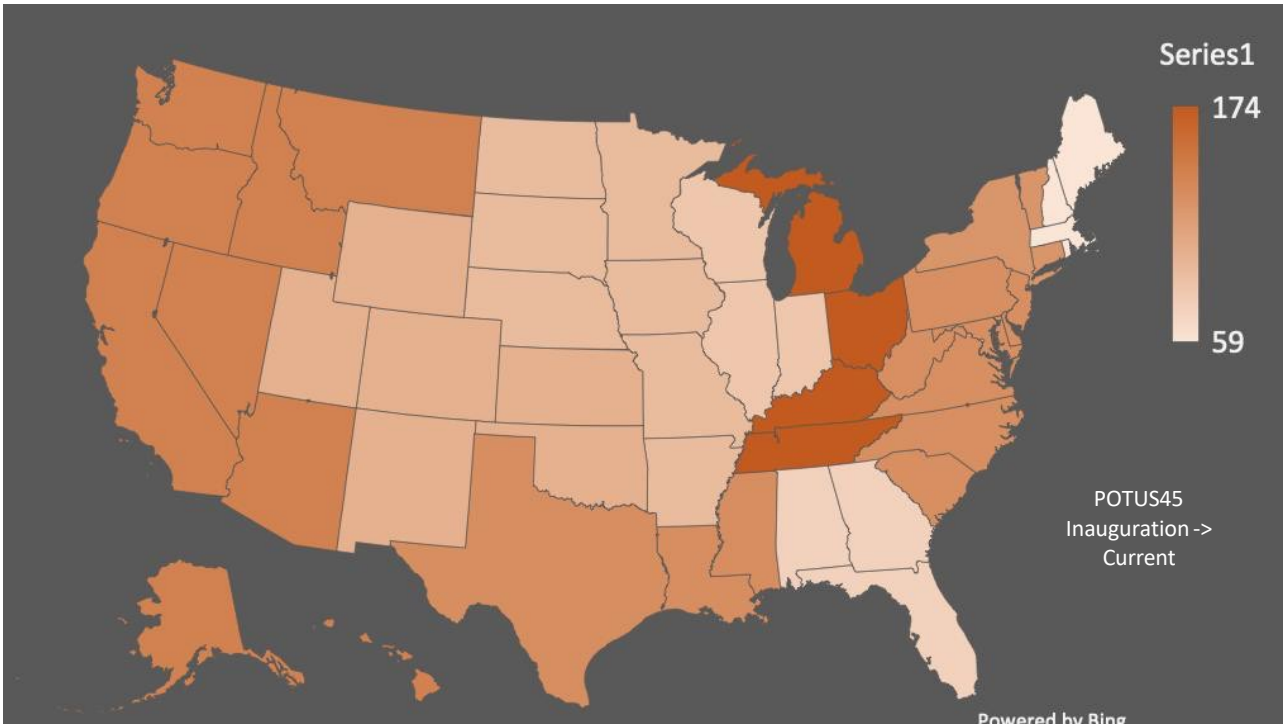 Series1
174
59
POTUS45
Inauguration ->
Current
Powered by Bing